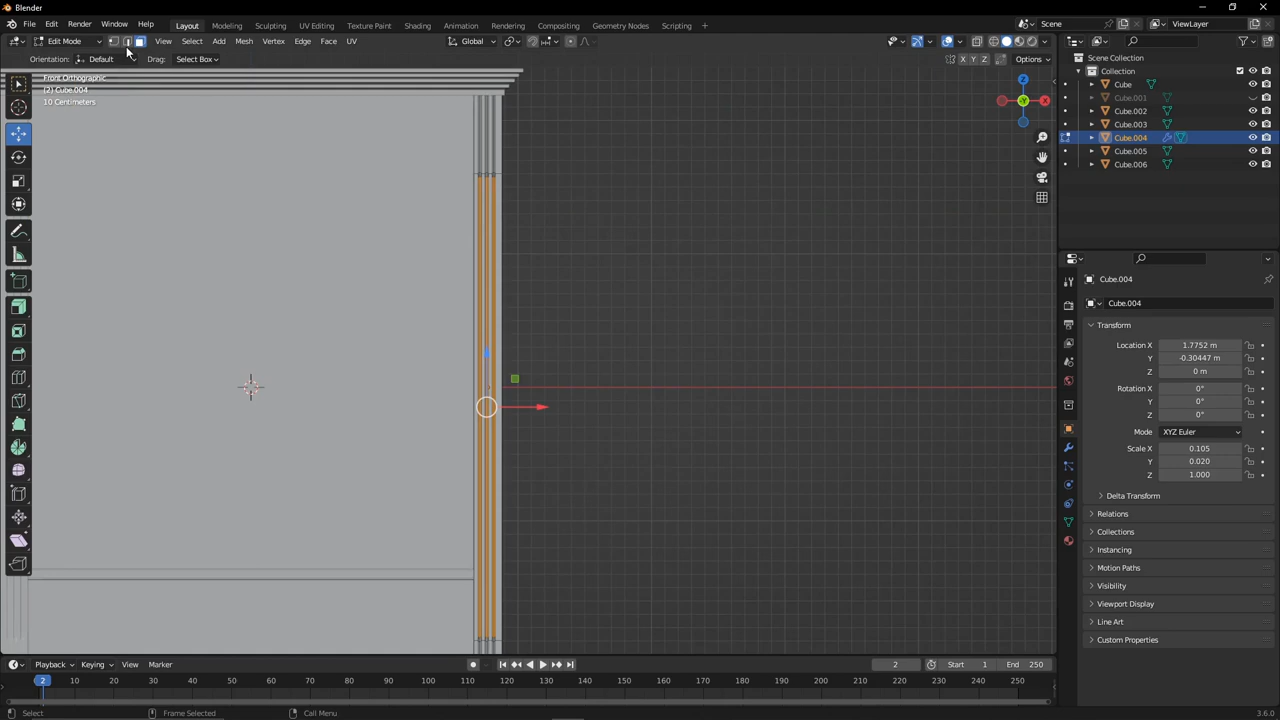 Blender
File Edit Render Window Help Layout Modeling Sculpting UV Editing Texture Paint Shading Animation Rendering Compositing Geometry Nodes Scripting + Scene ViewLayer
Edit Mode View Select Add Mesh Vertex Edge Face UV Global
Orientation: Default Drag: Select Box X Y Z Options
Front Orthographic
(2) Cube.004
10 Centimeters
Z
X
Y
Scene Collection
Collection
Cube
Cube.001
Cube.002
Cube.003
Cube.004
Cube.005
Cube.006
Cube.004
Cube.004
Transform
Location X 1.7752 m
Y -0.30447 m
Z 0 m
Rotation X 0°
Y 0°
Z 0°
Mode XYZ Euler
Scale X 0.105
Y 0.020
Z 1.000
Delta Transform
Relations
Collections
Instancing
Motion Paths
Visibility
Viewport Display
Line Art
Custom Properties
Playback Keying View Marker 2 Start 1 End 250
2 10 20 30 40 50 60 70 80 90 100 110 120 130 140 150 160 170 180 190 200 210 220 230 240 250
Select Frame Selected Call Menu 3.6.0